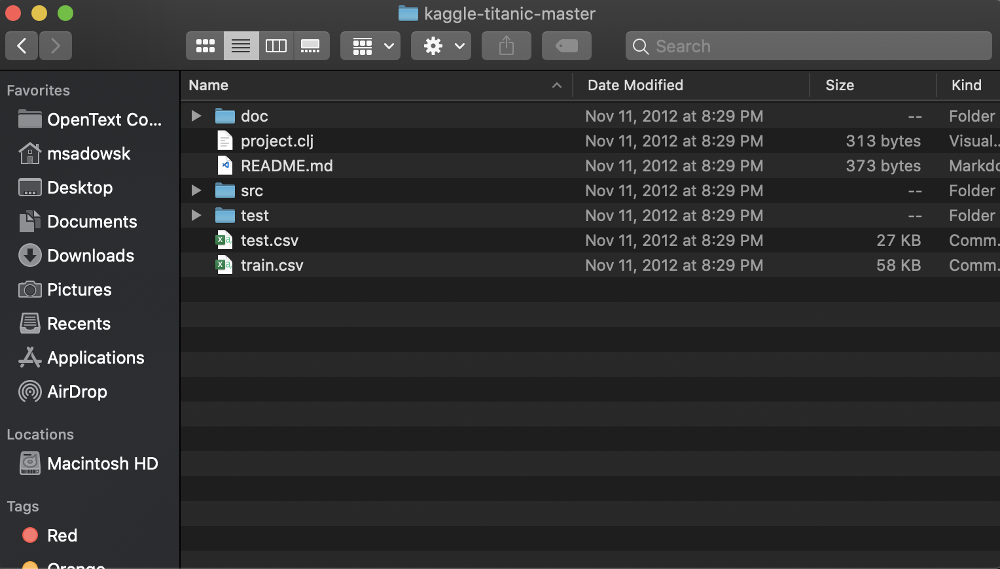 kaggle-titanic-master
Search
Favorites
OpenText Co...
msadowsk
Desktop
Documents
Downloads
Pictures
Recents
Applications
AirDrop
Locations
Macintosh HD
Tags
Red
Orange
Name Date Modified Size Kind
doc Nov 11, 2012 at 8:29 PM -- Folder
project.clj Nov 11, 2012 at 8:29 PM 313 bytes Visual...
README.md Nov 11, 2012 at 8:29 PM 373 bytes Markdo
src Nov 11, 2012 at 8:29 PM -- Folder
test Nov 11, 2012 at 8:29 PM -- Folder
test.csv Nov 11, 2012 at 8:29 PM 27 KB Comm...
train.csv Nov 11, 2012 at 8:29 PM 58 KB Comm...